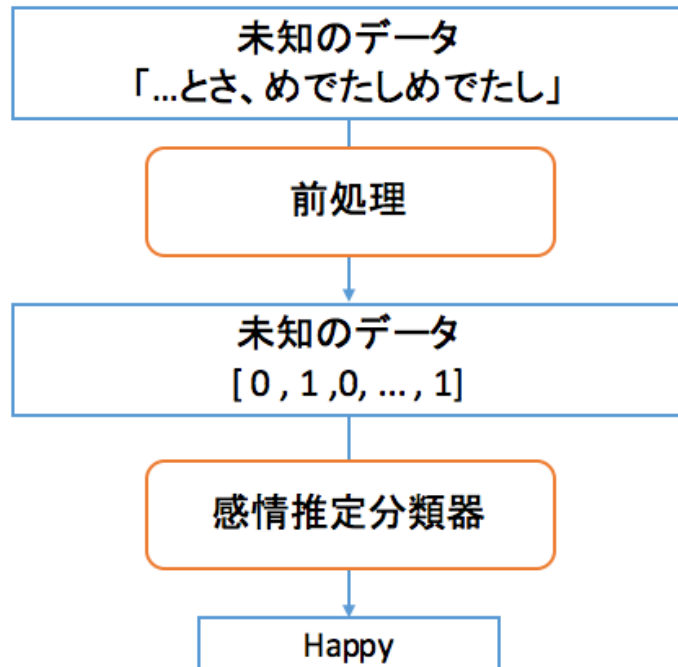 未知のデータ
「...とさ、めでたしめでたし」
前処理
未知のデータ
[ 0 , 1 ,0, ... , 1]
感情推定分類器
Happy